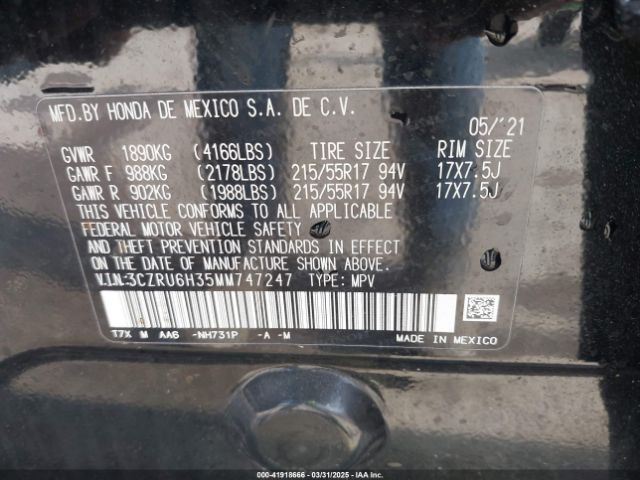 MFD.BY HONDA DE MEXICO S.A. DE C.V.
05/'21
GVWR 1890KG (4166LBS) TIRE SIZE RIM SIZE
GAWR F 988KG (2178LBS) 215/55R17 94V 17X7.5J
GAWR R 902KG (1988LBS) 215/55R17 94V 17X7.5J
THIS VEHICLE CONFORMS TO ALL APPLICABLE
FEDERAL MOTOR VEHICLE SAFETY
AND THEFT PREVENTION STANDARDS IN EFFECT
ON THE DATE OF MANUFACTURE SHOWN ABOVE.
V.I.N:3CZRU6H35MM747247 TYPE: MPV
T7X M AA6 -NH731P -A -M
MADE IN MEXICO
000-41918666 - 03/31/2025 - IAA Inc.